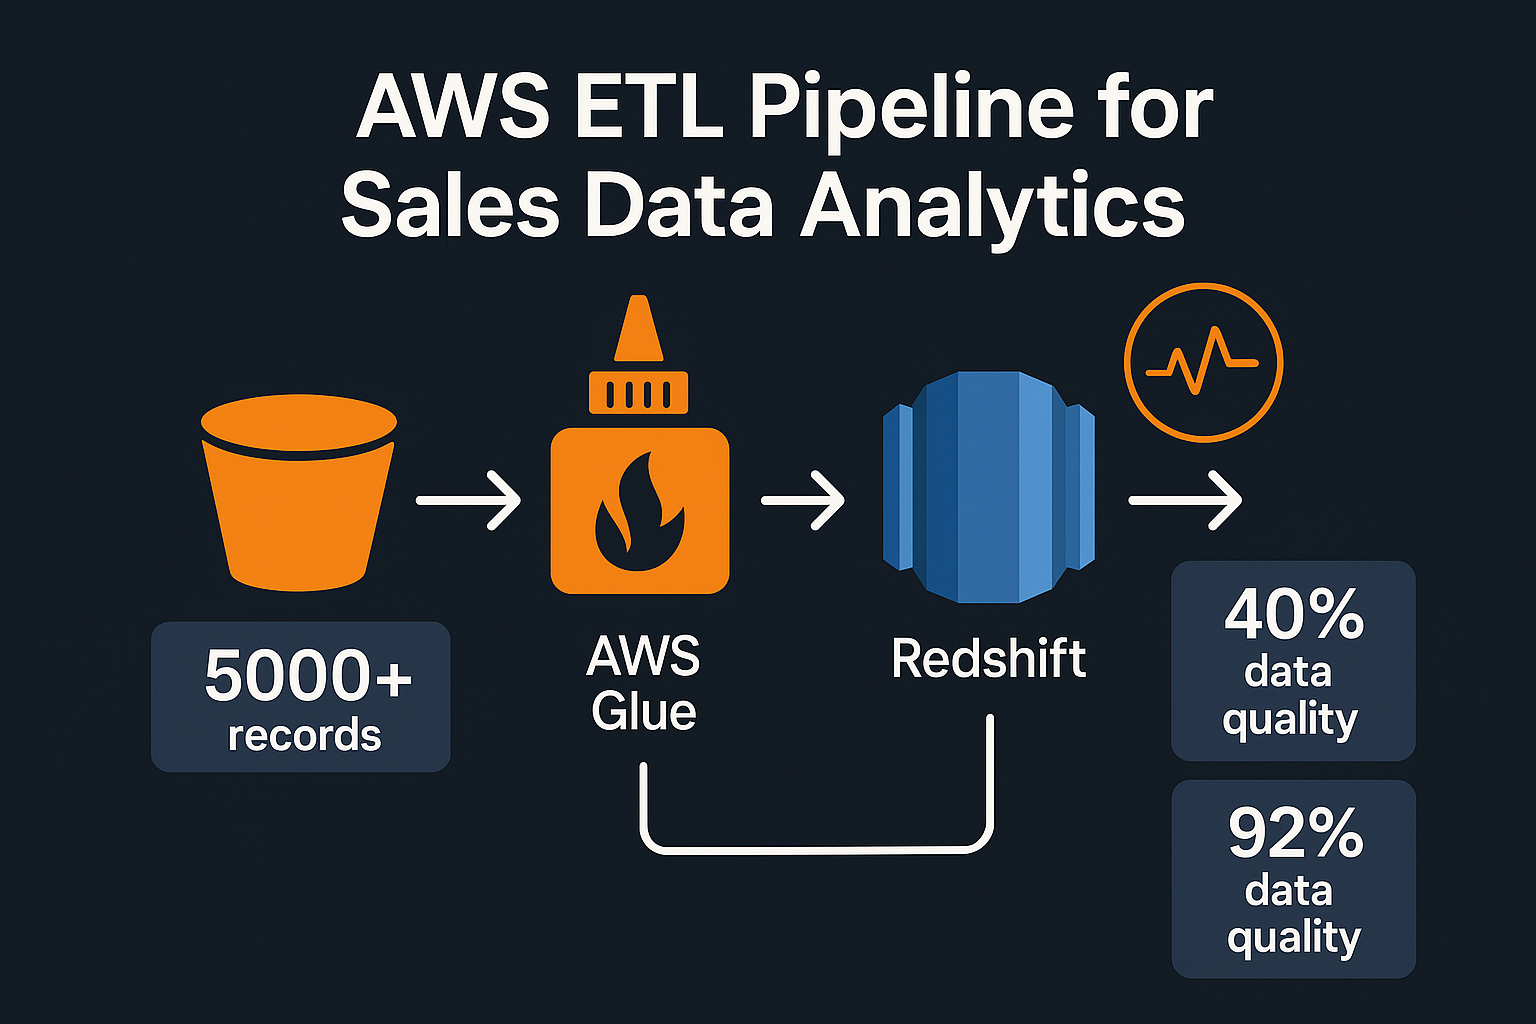 AWS ETL Pipeline for
Sales Data Analytics
5000+
records
AWS
Glue
Redshift
40%
data
quality
92%
data
quality